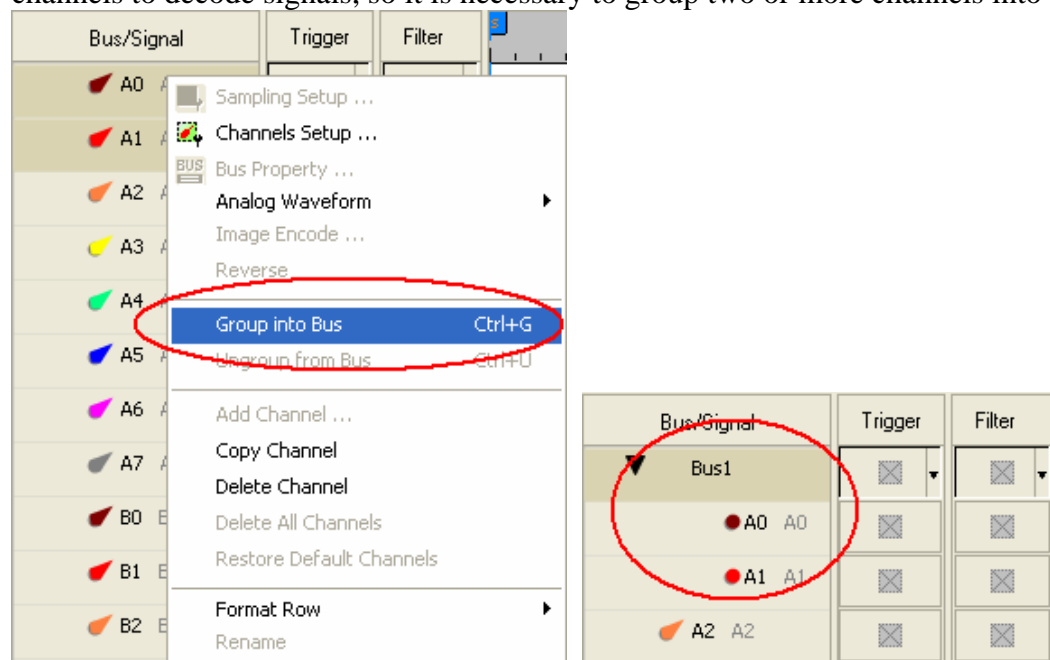 channels to decode signals, so it is necessary to group two or more channels into
Bus/Signal Trigger Filter
A0 A
Sampling Setup ...
Channels Setup ...
A1 A
BUS Bus Property ...
A2 A
Analog Waveform
Image Encode ...
A3 A
Reverse
A4 A
Group into Bus Ctrl+G
A5 A
Ungroup from Bus Ctrl+U
A6 A
Add Channel ...
Copy Channel
A7 A
Delete Channel
B0 B
Delete All Channels
Restore Default Channels
B1 B
Format Row
B2 B
Rename
Bus/Signal Trigger Filter
Bus1
A0 A0
A1 A1
A2 A2